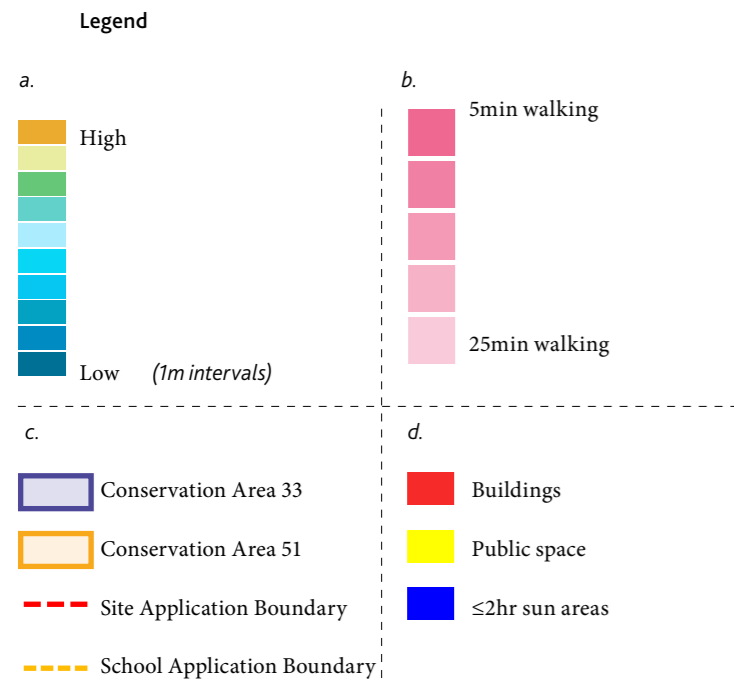 Legend
a.
High
Low (1m intervals)
b.
5min walking
25min walking
c.
Conservation Area 33
Conservation Area 51
Site Application Boundary
School Application Boundary
d.
Buildings
Public space
≤2hr sun areas